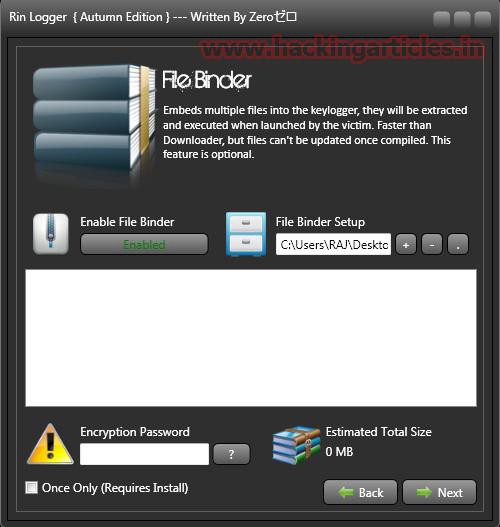 Rin Logger { Autumn Edition } --- Written By Zeroゼロ
www.hackingarticles.in
File Binder
Embeds multiple files into the keylogger, they will be extracted
and executed when launched by the victim. Faster than
Downloader, but files can't be updated once compiled. This
feature is optional.
Enable File Binder
Enabled
File Binder Setup
C:\Users\RAJ\Deskto
+
-
.
Encryption Password
?
Estimated Total Size
0 MB
Once Only (Requires Install)
Back
Next